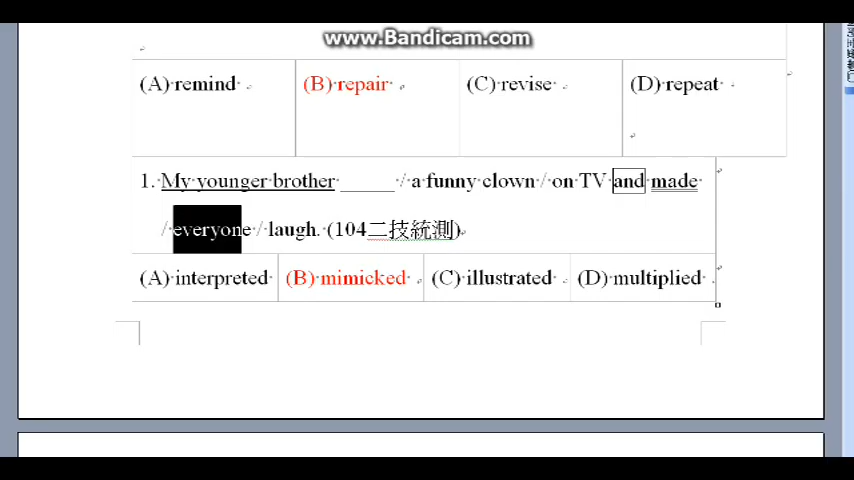 www.Bandicam.com
(A) remind (B) repair (C) revise (D) repeat
1. My younger brother ______ / a funny clown / on TV and made
/ everyone / laugh. (104二技統測)
(A) interpreted (B) mimicked (C) illustrated (D) multiplied